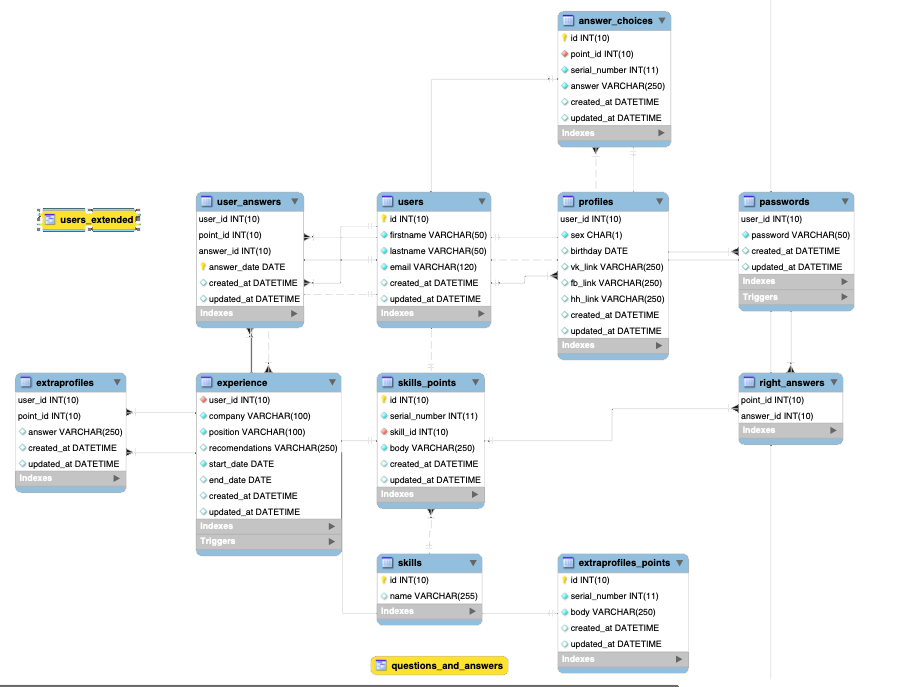 answer_choices
id INT(10)
point_id INT(10)
serial_number INT(11)
answer VARCHAR(250)
created_at DATETIME
updated_at DATETIME
Indexes
users_extended
user_answers
user_id INT(10)
point_id INT(10)
answer_id INT(10)
answer_date DATE
created_at DATETIME
updated_at DATETIME
Indexes
users
id INT(10)
firstname VARCHAR(50)
lastname VARCHAR(50)
email VARCHAR(120)
created_at DATETIME
updated_at DATETIME
Indexes
profiles
user_id INT(10)
sex CHAR(1)
birthday DATE
vk_link VARCHAR(250)
fb_link VARCHAR(250)
hh_link VARCHAR(250)
created_at DATETIME
updated_at DATETIME
Indexes
passwords
user_id INT(10)
password VARCHAR(50)
created_at DATETIME
updated_at DATETIME
Indexes
Triggers
extraprofiles
user_id INT(10)
point_id INT(10)
answer VARCHAR(250)
created_at DATETIME
updated_at DATETIME
Indexes
experience
user_id INT(10)
company VARCHAR(100)
position VARCHAR(100)
recomendations VARCHAR(250)
start_date DATE
end_date DATE
created_at DATETIME
updated_at DATETIME
Indexes
Triggers
skills_points
id INT(10)
serial_number INT(11)
skill_id INT(10)
body VARCHAR(250)
created_at DATETIME
updated_at DATETIME
Indexes
right_answers
point_id INT(10)
answer_id INT(10)
Indexes
skills
id INT(10)
name VARCHAR(255)
Indexes
extraprofiles_points
id INT(10)
serial_number INT(11)
body VARCHAR(250)
created_at DATETIME
updated_at DATETIME
Indexes
questions_and_answers